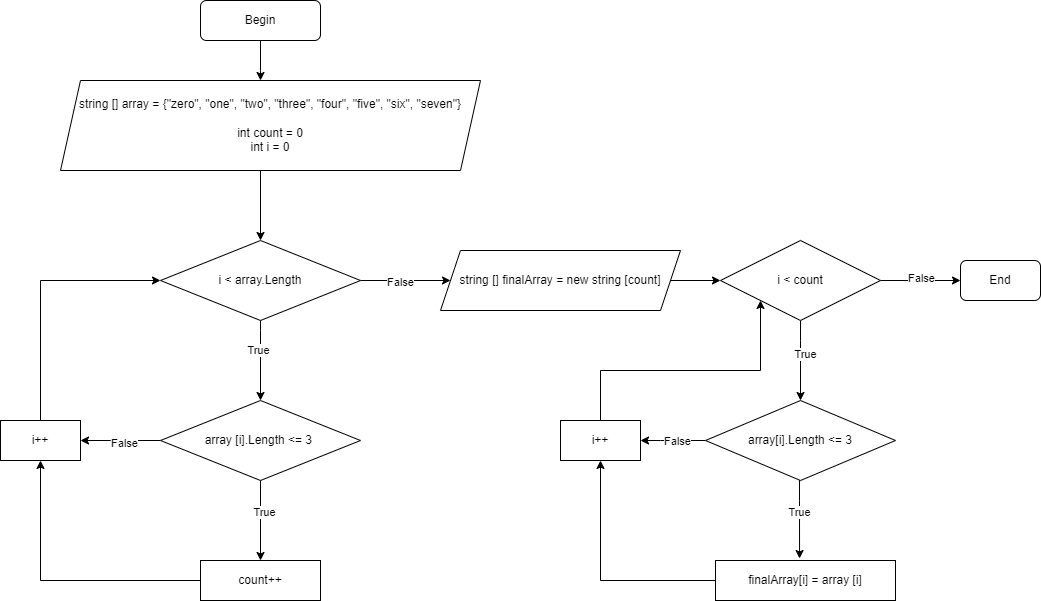 Begin
string [] array = {"zero", "one", "two", "three", "four", "five", "six", "seven"}
int count = 0
int i = 0
i < array.Length
False
string [] finalArray = new string [count]
i < count
False
End
True
True
i++
False
array [i].Length <= 3
i++
False
array[i].Length <= 3
True
True
count++
finalArray[i] = array [i]